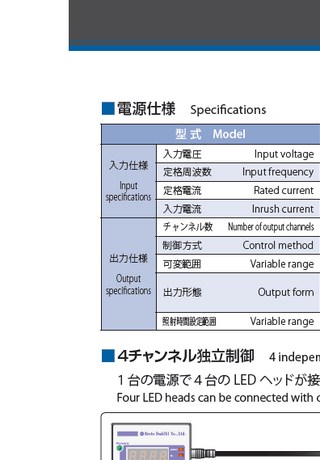 ■電源仕様 Specifications
型 式 Model
入力仕様
Input
specifications
入力電圧 Input voltage
定格周波数 Input frequency
定格電流 Rated current
入力電流 Inrush current
出力仕様
Output
specifications
チャンネル数 Number of output channels
制御方式 Control method
可変範囲 Variable range
出力形態 Output form
照射時間設定範囲 Variable range
■4チャンネル独立制御 4 indepen
1台の電源で4台の LED ヘッドが接
Four LED heads can be connected with o